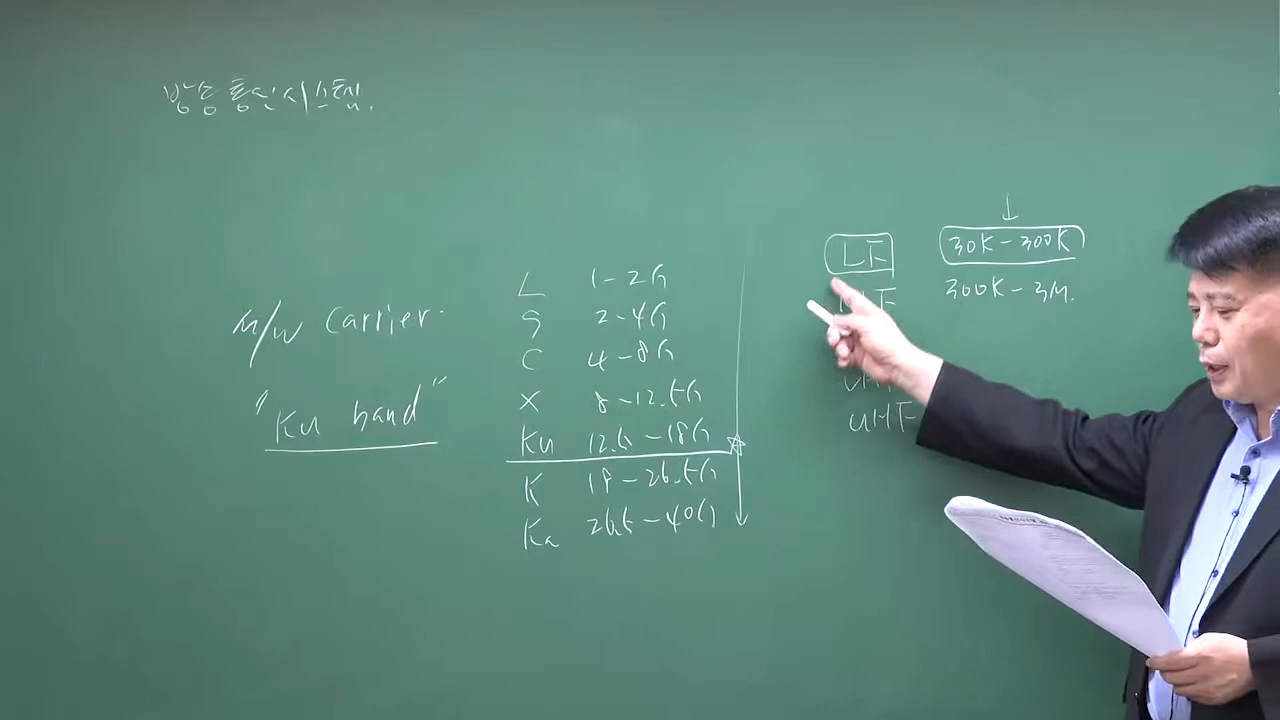 방송통신시스템.
M/W carrier.
"Ku band"
L 1-2G
S 2-4G
C 4-8G
X 8-12.5G
Ku 12.5-18G
K 18-26.5G
Ka 26.5-40G
LF 30K-300K
MF 300K-3M.
UHF